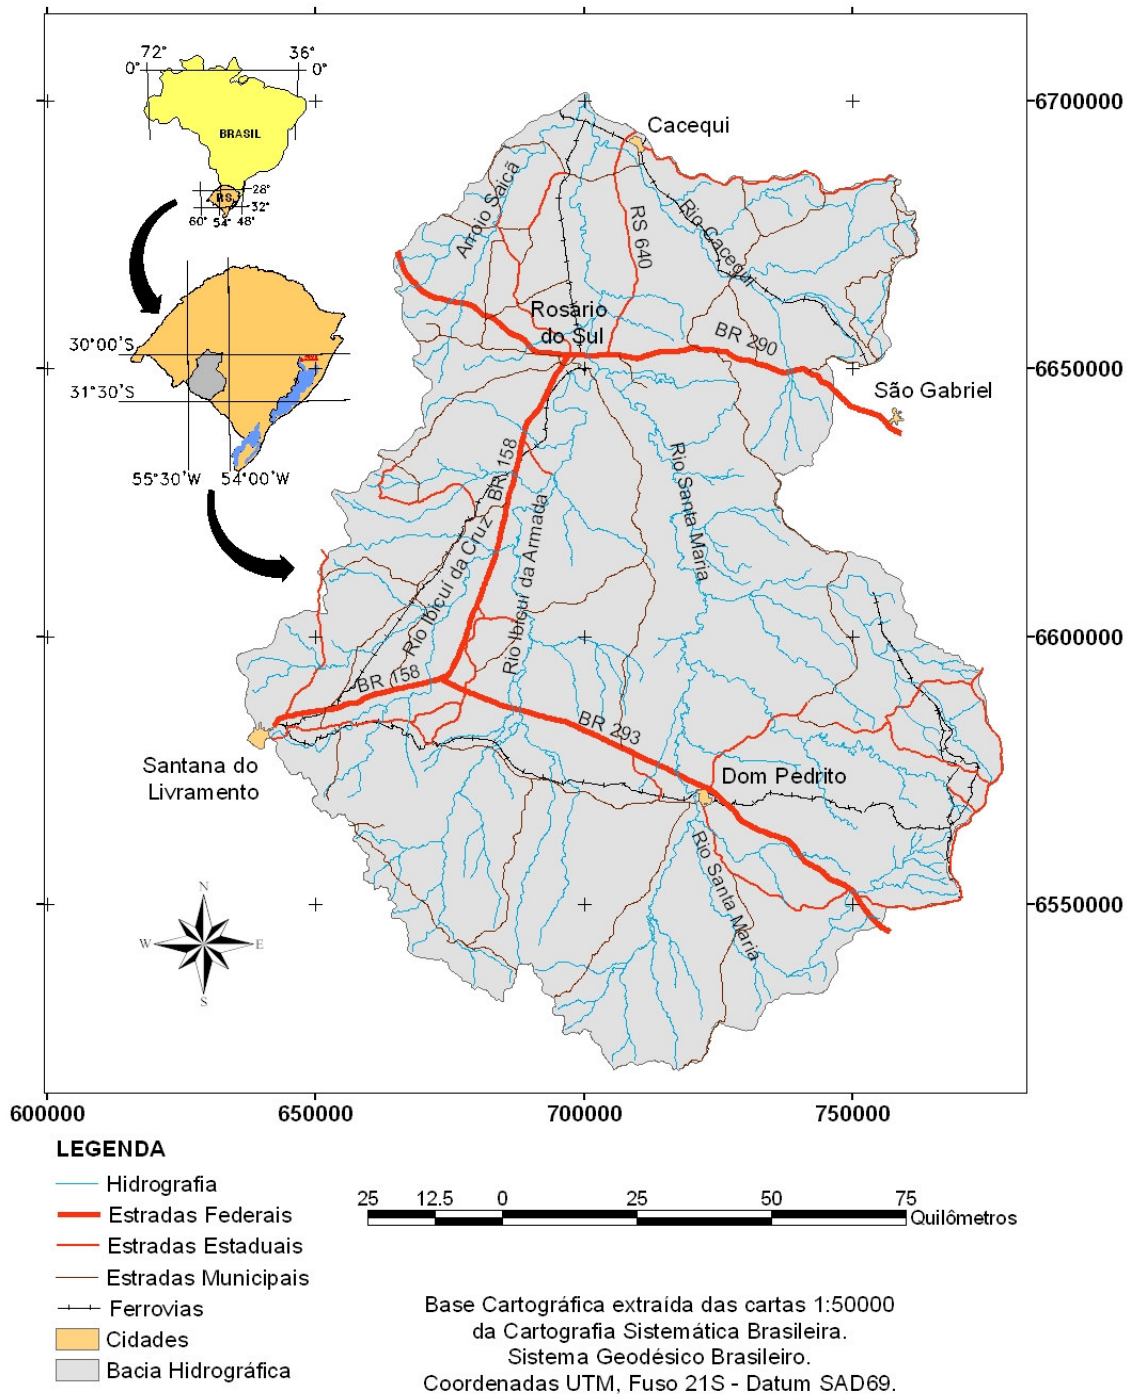 72°
36°
0°
0°
BRASIL
RS
28°
32°
60°
54°
48°
30°00'S
31°30'S
55°30'W
54°00'W
6700000
6650000
6600000
6550000
Cacequi
Arroio Saicã
RS 640
Rio Cacequi
Rosário
do Sul
BR 290
São Gabriel
BR 158
Rio Santa Maria
Rio Ibicuí da Cruz
Rio Ibicuí da Armada
BR 158
BR 293
Santana do
Livramento
Dom Pedrito
Rio Santa Maria
N
W
E
S
600000
650000
700000
750000
LEGENDA
Hidrografia
Estradas Federais
Estradas Estaduais
Estradas Municipais
Ferrovias
Cidades
Bacia Hidrográfica
25 12.5 0 25 50 75
Quilômetros
Base Cartográfica extraída das cartas 1:50000
da Cartografia Sistemática Brasileira.
Sistema Geodésico Brasileiro.
Coordenadas UTM, Fuso 21S - Datum SAD69.